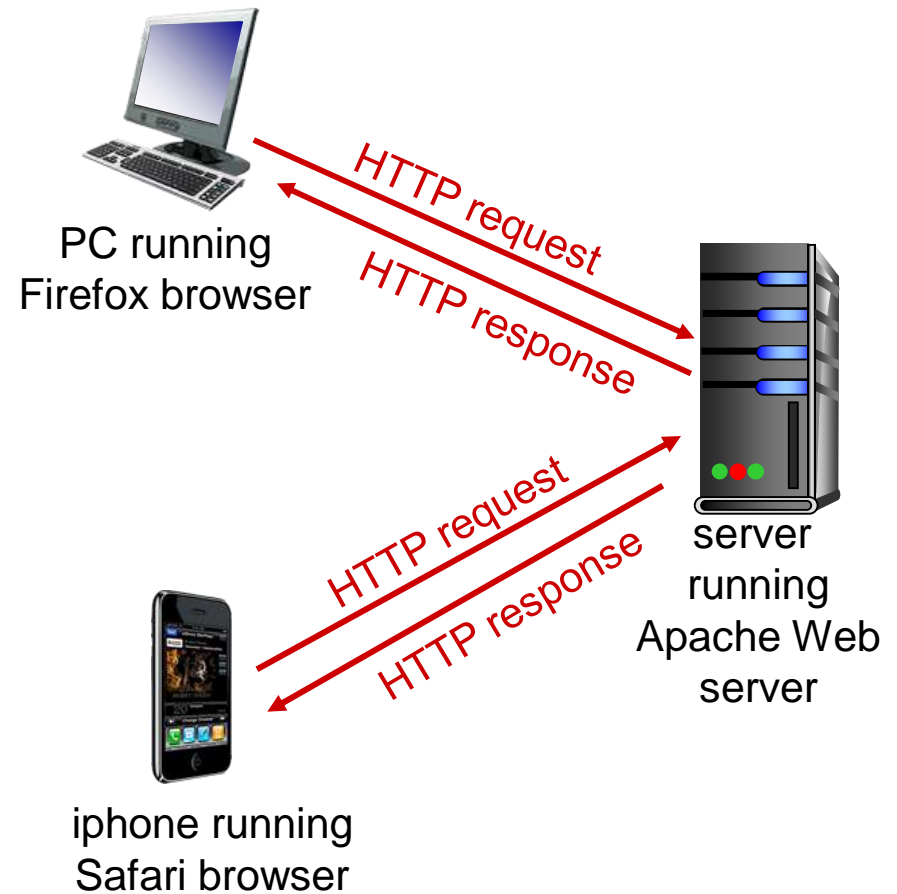 HTTP request
HTTP response
PC running
Firefox browser
HTTP request
HTTP response
server
running
Apache Web
server
iphone running
Safari browser